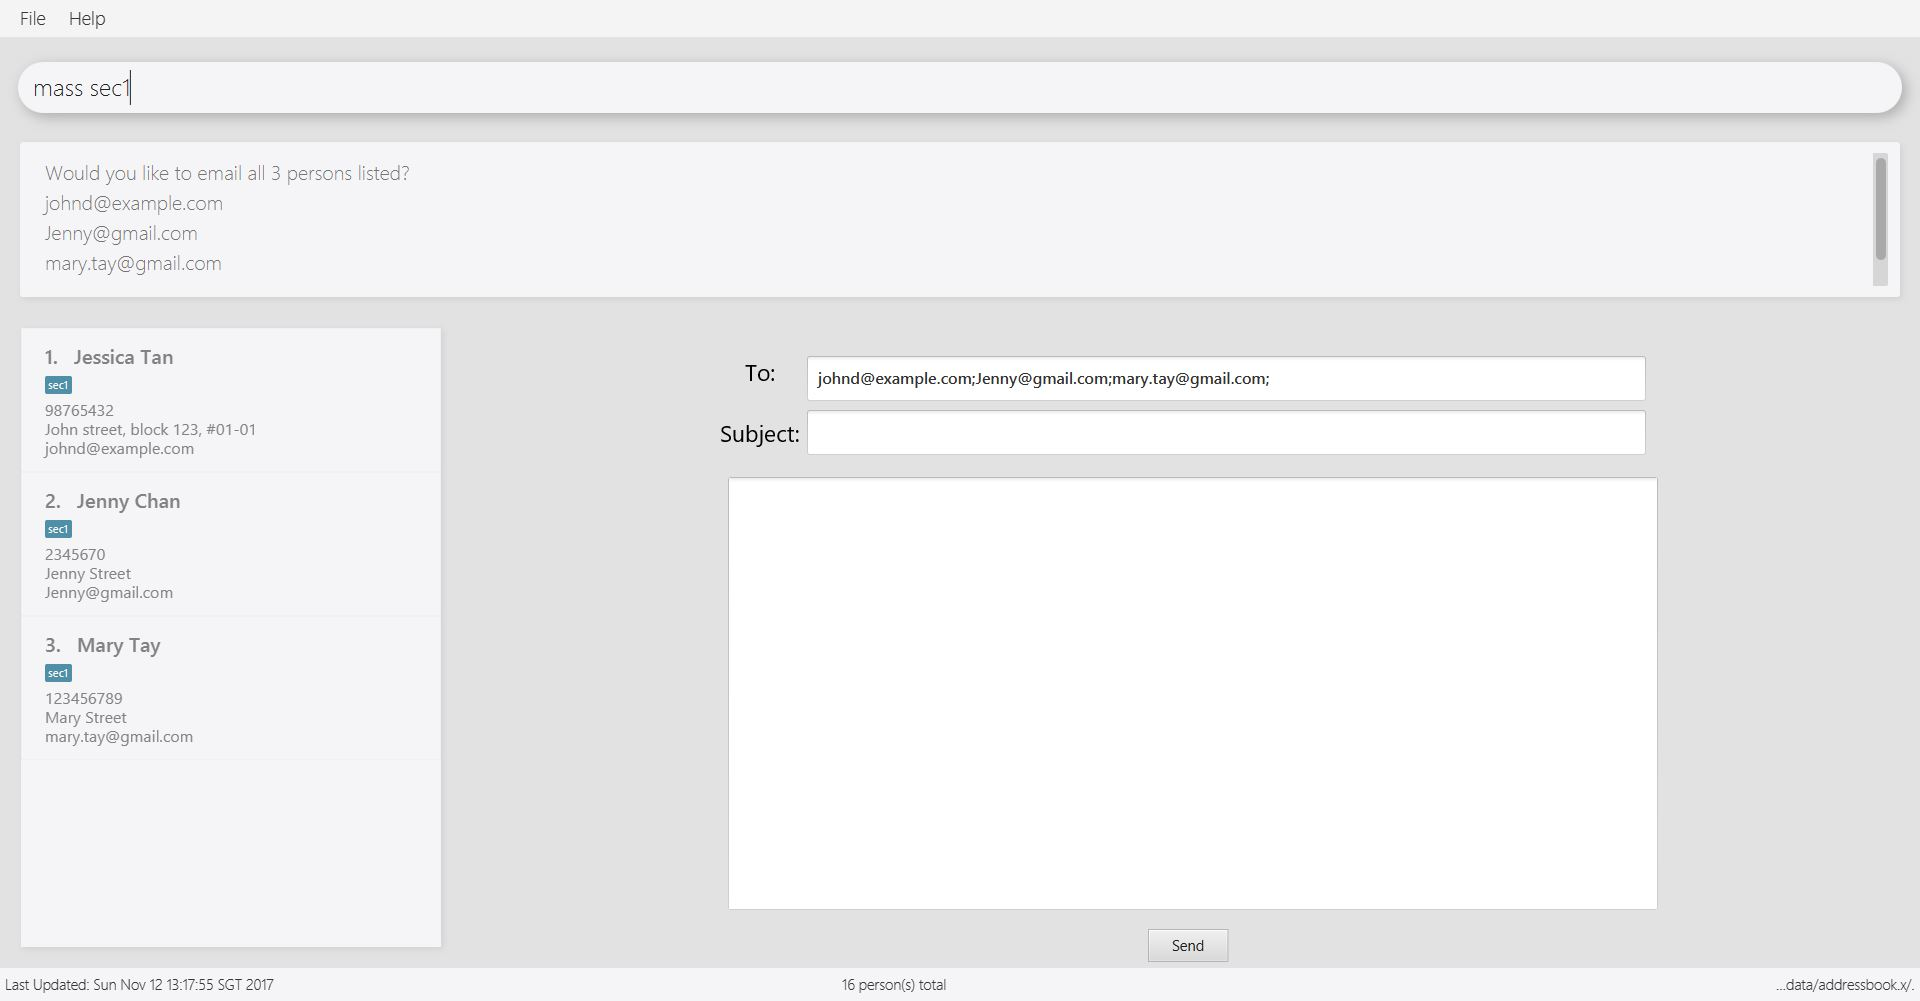 File Help
mass sec1
Would you like to email all 3 persons listed?
johnd@example.com
Jenny@gmail.com
mary.tay@gmail.com
1. Jessica Tan
sec1
98765432
John street, block 123, #01-01
johnd@example.com
2. Jenny Chan
sec1
2345670
Jenny Street
Jenny@gmail.com
3. Mary Tay
sec1
123456789
Mary Street
mary.tay@gmail.com
To: johnd@example.com;Jenny@gmail.com;mary.tay@gmail.com;
Subject:
Send
Last Updated: Sun Nov 12 13:17:55 SGT 2017
16 person(s) total
...data/addressbook.x/.